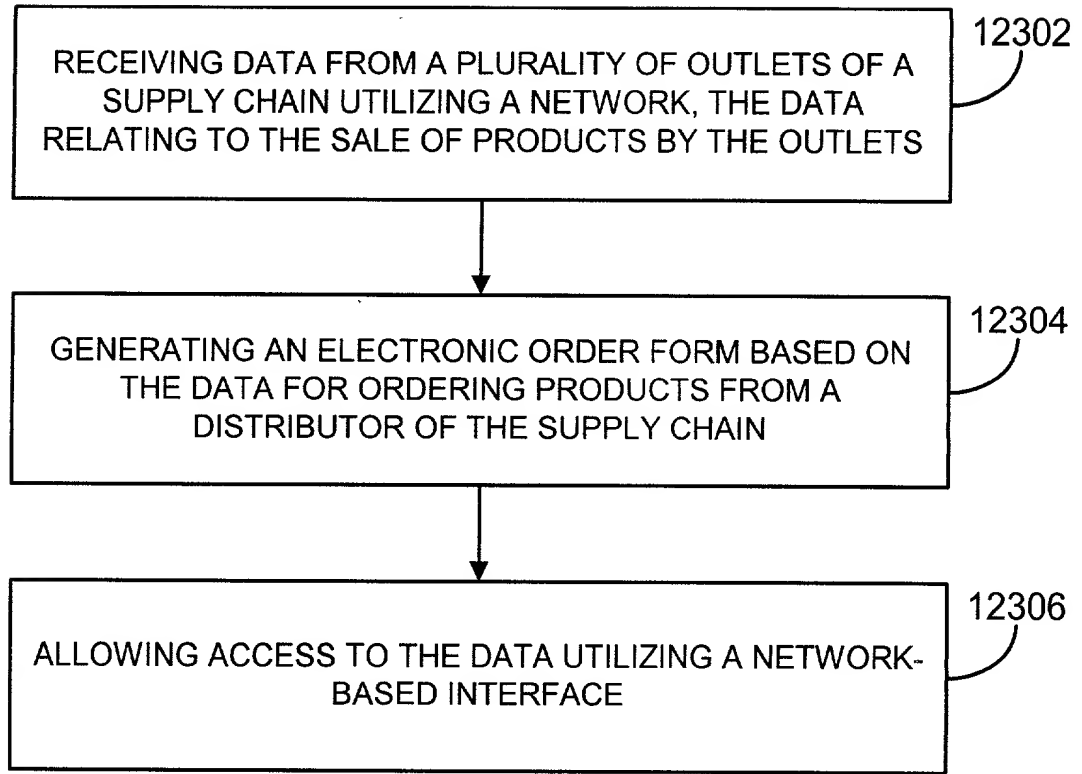 RECEIVING DATA FROM A PLURALITY OF OUTLETS OF A
SUPPLY CHAIN UTILIZING A NETWORK, THE DATA
RELATING TO THE SALE OF PRODUCTS BY THE OUTLETS
12302
GENERATING AN ELECTRONIC ORDER FORM BASED ON
THE DATA FOR ORDERING PRODUCTS FROM A
DISTRIBUTOR OF THE SUPPLY CHAIN
12304
ALLOWING ACCESS TO THE DATA UTILIZING A NETWORK-
BASED INTERFACE
12306